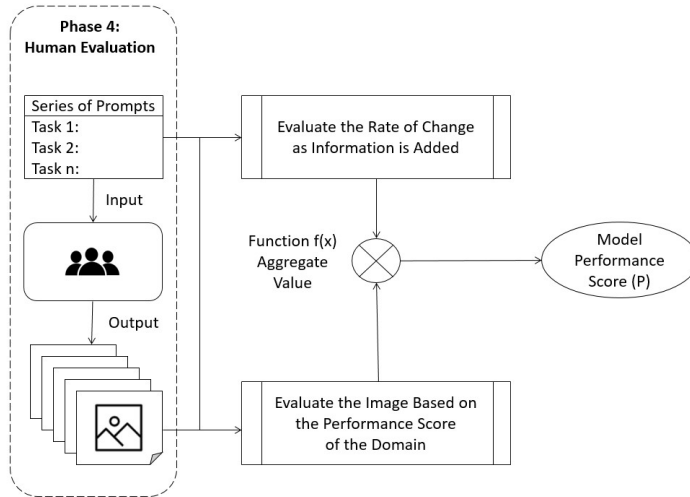 Phase 4:
Human Evaluation
Series of Prompts
Task 1:
Task 2:
Task n:
Input
Output
Evaluate the Rate of Change
as Information is Added
Function f(x)
Aggregate
Value
Model
Performance
Score (P)
Evaluate the Image Based on
the Performance Score
of the Domain